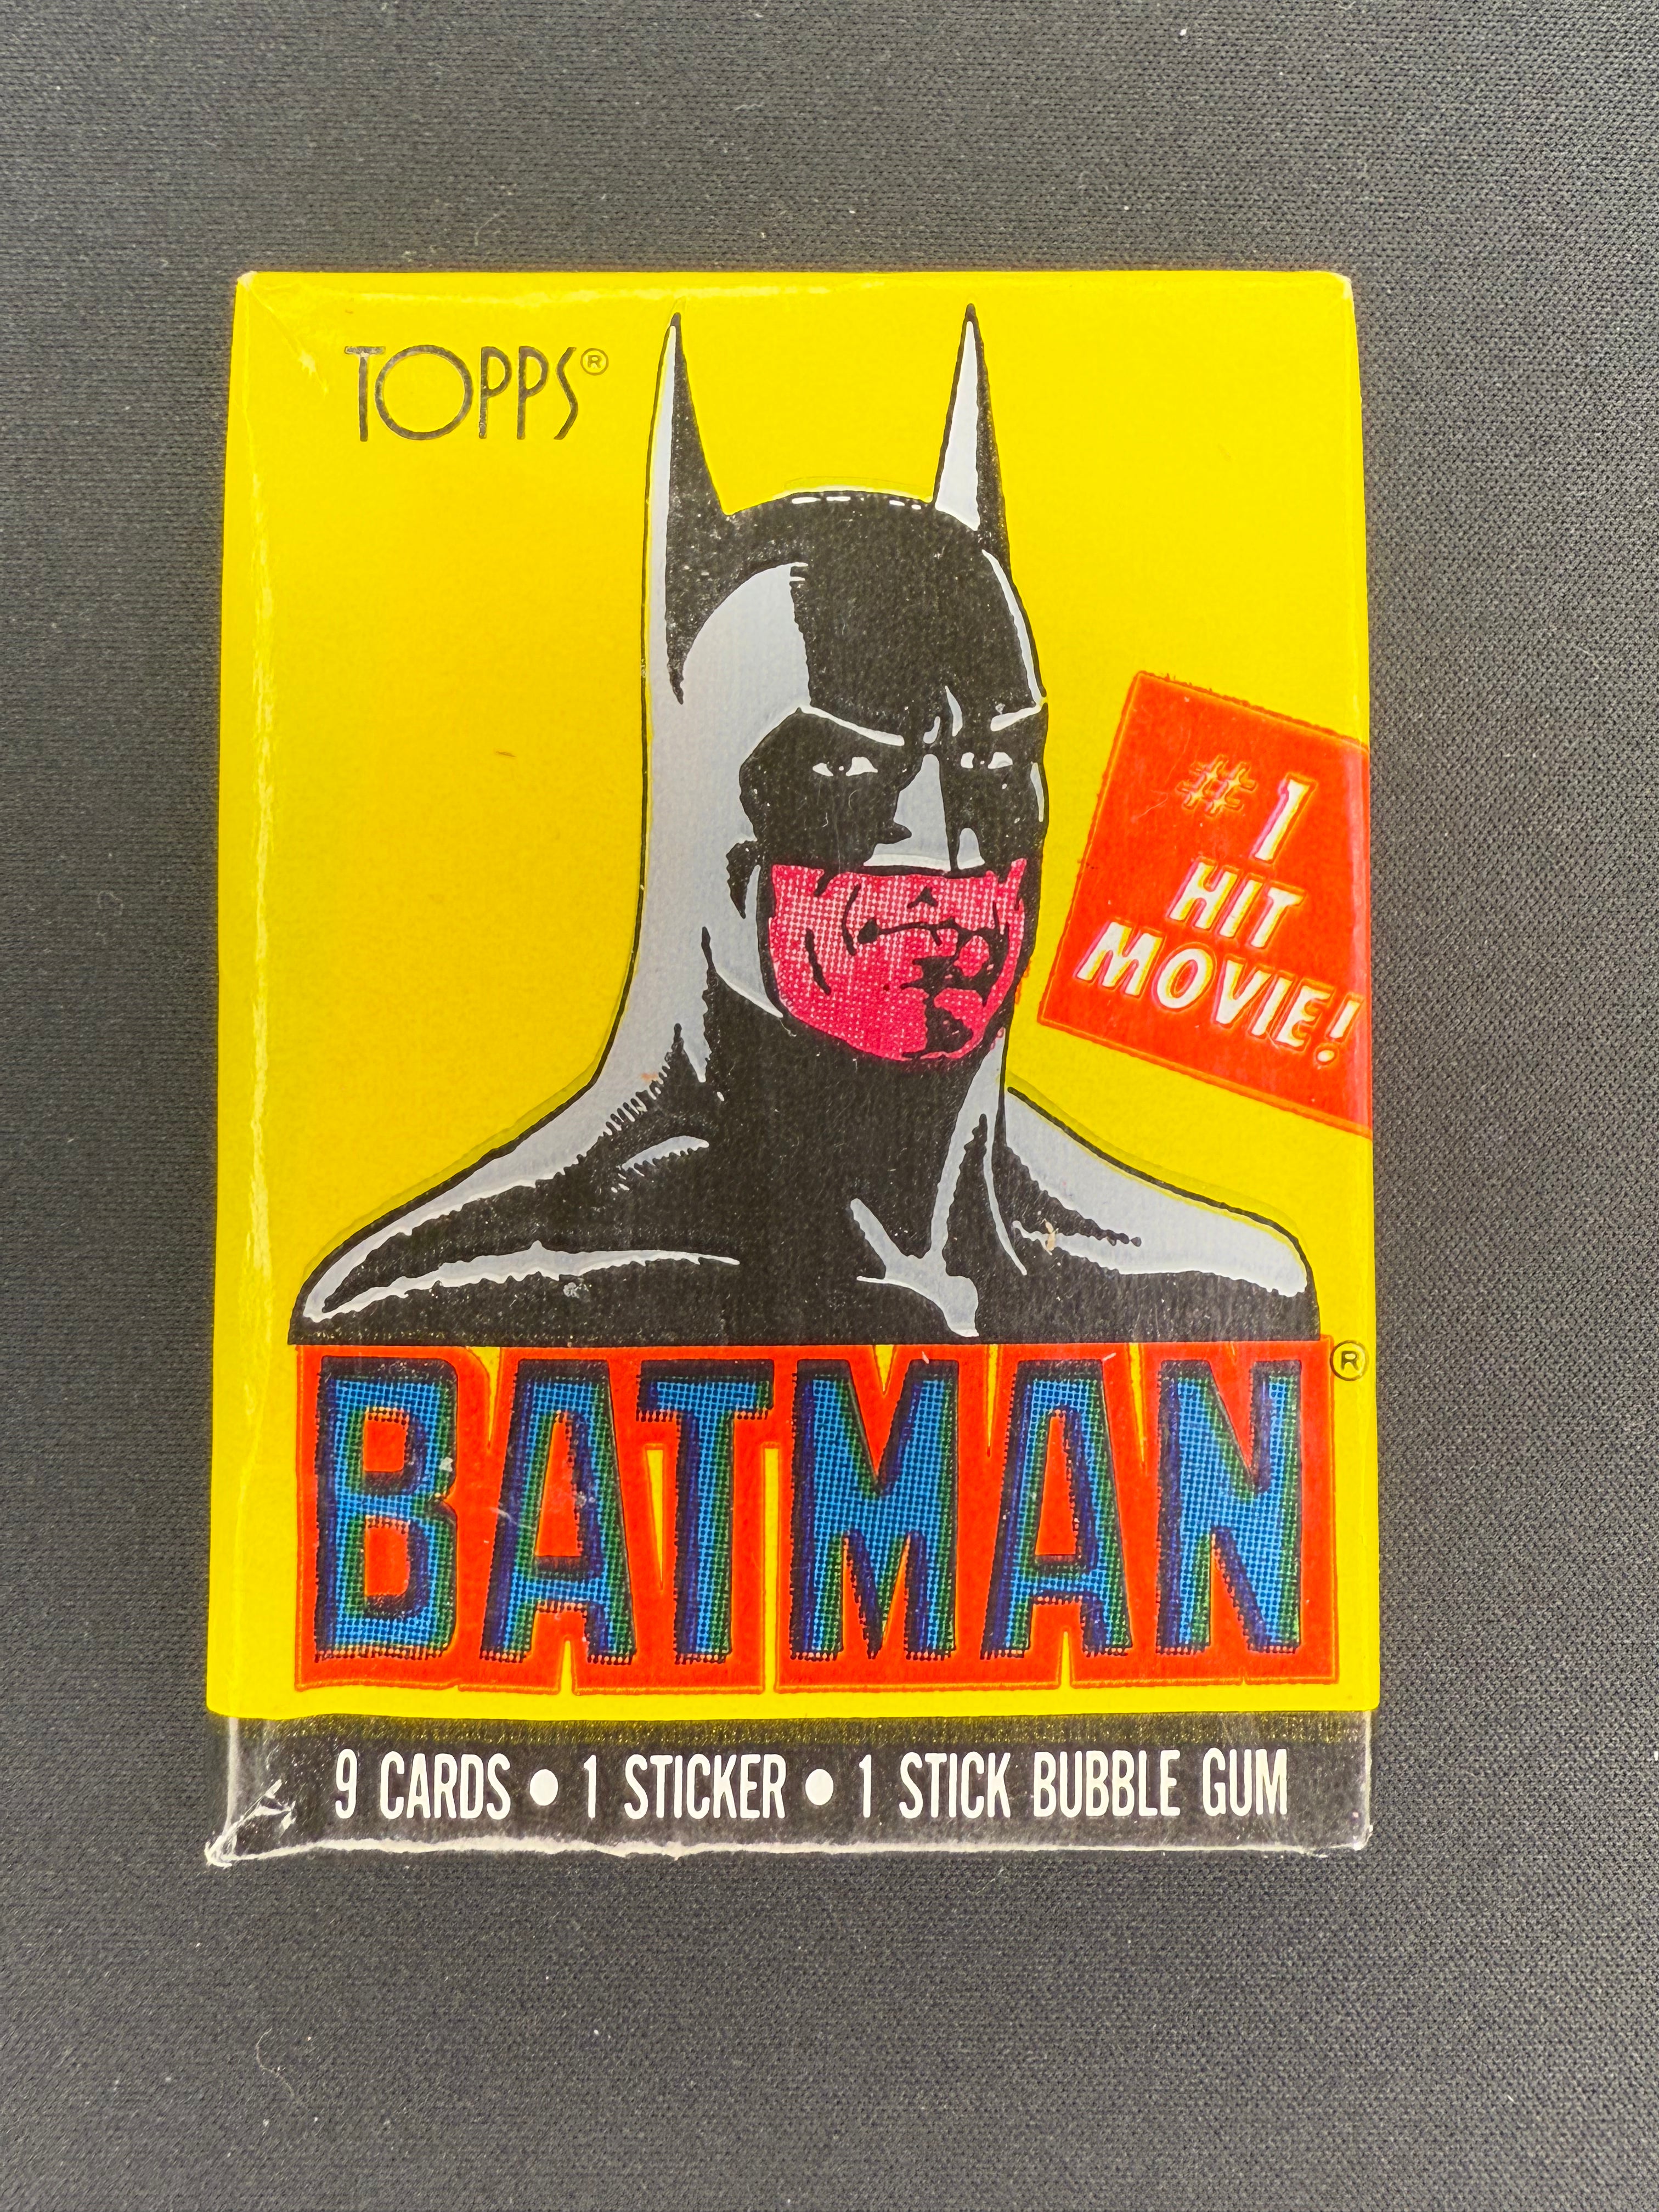 TOPPS®
# 1
HIT
MOVIE!
BATMAN®
9 CARDS • 1 STICKER • 1 STICK BUBBLE GUM